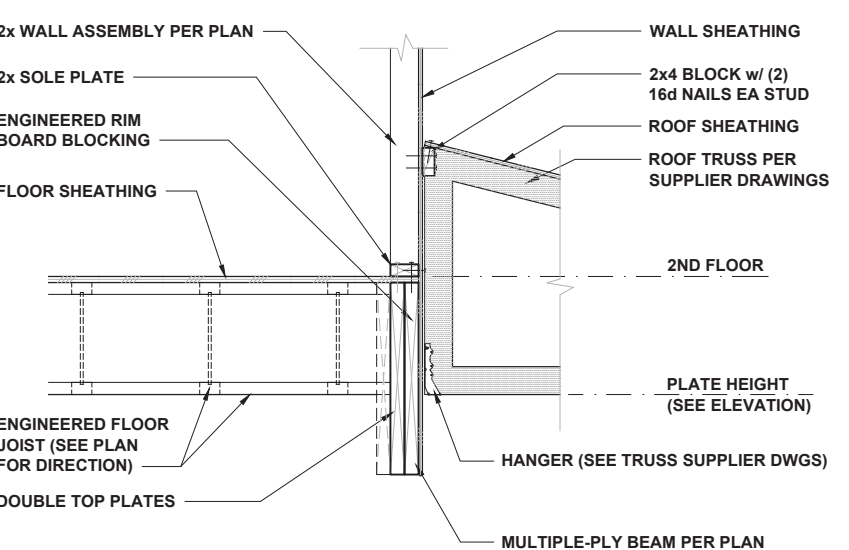 2x WALL ASSEMBLY PER PLAN
2x SOLE PLATE
ENGINEERED RIM
BOARD BLOCKING
FLOOR SHEATHING
ENGINEERED FLOOR
JOIST (SEE PLAN
FOR DIRECTION)
DOUBLE TOP PLATES
WALL SHEATHING
2x4 BLOCK w/ (2)
16d NAILS EA STUD
ROOF SHEATHING
ROOF TRUSS PER
SUPPLIER DRAWINGS
2ND FLOOR
PLATE HEIGHT
(SEE ELEVATION)
HANGER (SEE TRUSS SUPPLIER DWGS)
MULTIPLE-PLY BEAM PER PLAN